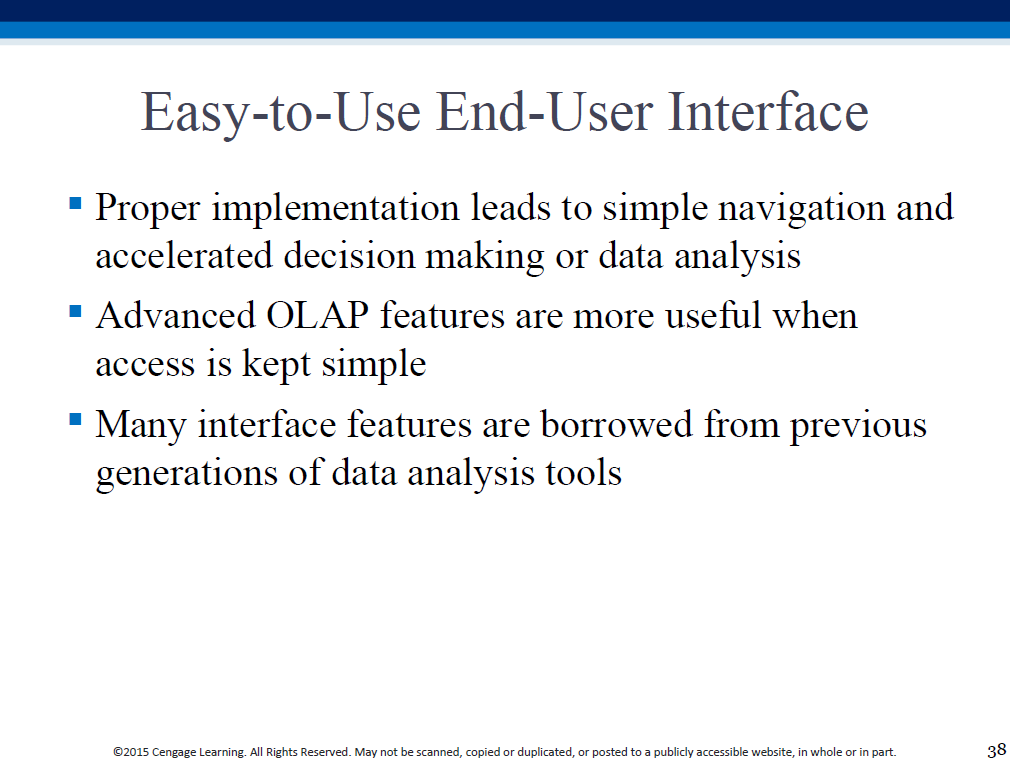 Easy-to-Use End-User Interface
▪ Proper implementation leads to simple navigation and
accelerated decision making or data analysis
▪ Advanced OLAP features are more useful when
access is kept simple
▪ Many interface features are borrowed from previous
generations of data analysis tools
©2015 Cengage Learning. All Rights Reserved. May not be scanned, copied or duplicated, or posted to a publicly accessible website, in whole or in part.
38